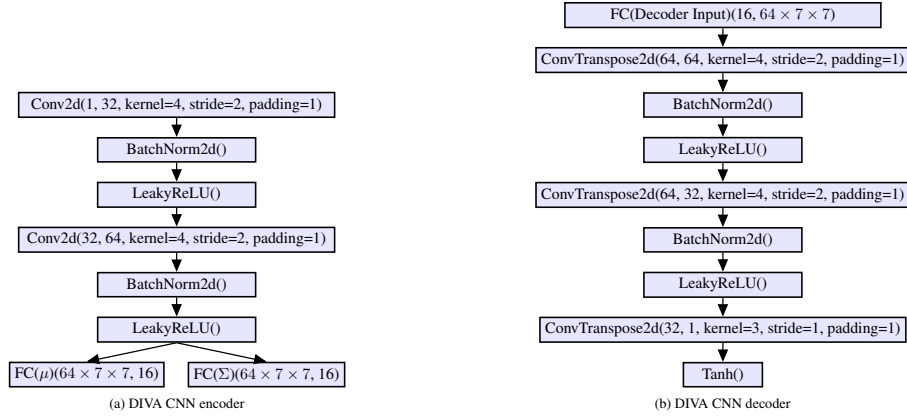 Conv2d(1, 32, kernel=4, stride=2, padding=1)
BatchNorm2d()
LeakyReLU()
Conv2d(32, 64, kernel=4, stride=2, padding=1)
BatchNorm2d()
LeakyReLU()
FC(μ)(64 × 7 × 7, 16)
FC(Σ)(64 × 7 × 7, 16)
(a) DIVA CNN encoder
FC(Decoder Input)(16, 64 × 7 × 7)
ConvTranspose2d(64, 64, kernel=4, stride=2, padding=1)
BatchNorm2d()
LeakyReLU()
ConvTranspose2d(64, 32, kernel=4, stride=2, padding=1)
BatchNorm2d()
LeakyReLU()
ConvTranspose2d(32, 1, kernel=3, stride=1, padding=1)
Tanh()
(b) DIVA CNN decoder